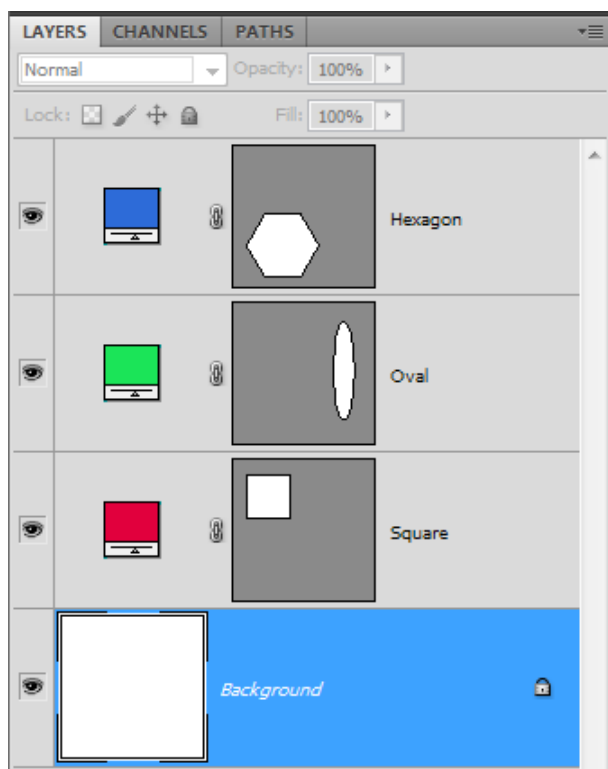 LAYERS CHANNELS PATHS
Normal Opacity: 100%
Lock: Fill: 100%
Hexagon
Oval
Square
Background